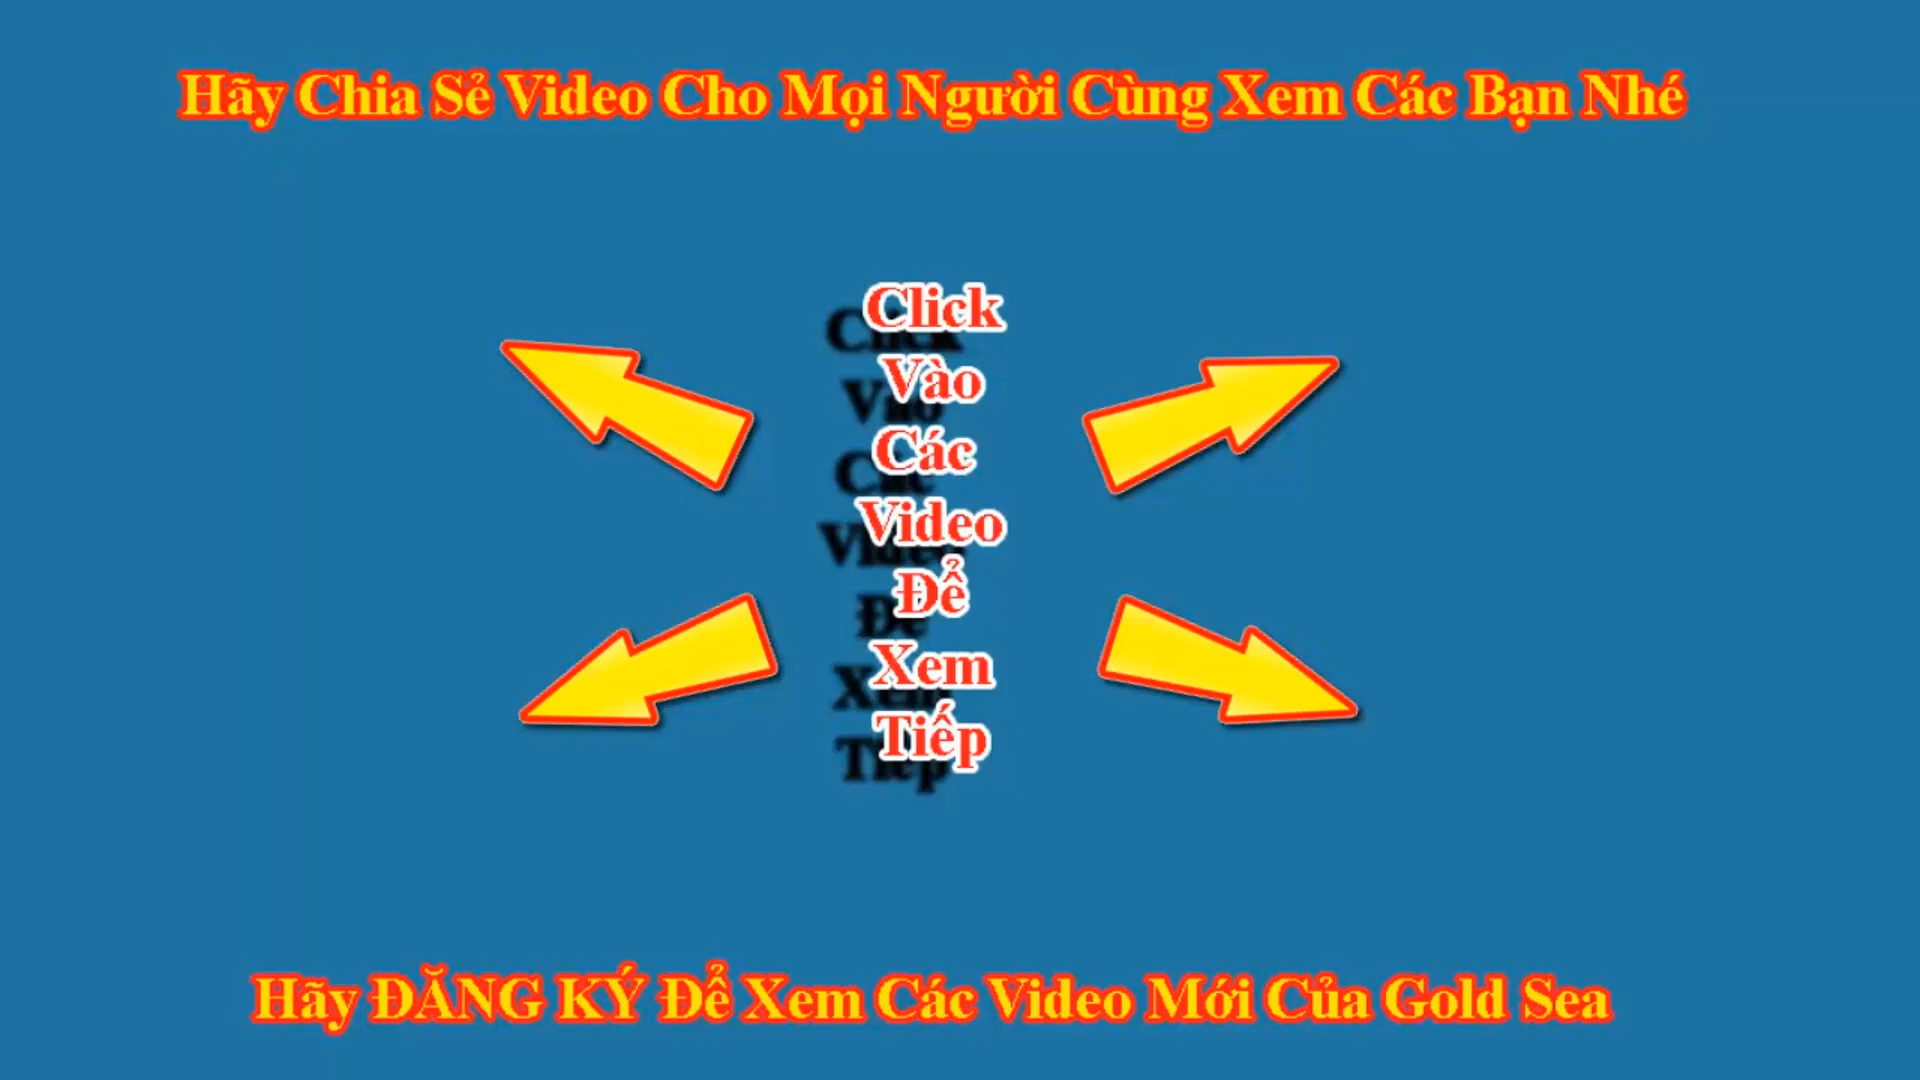 Hãy Chia Sẻ Video Cho Mọi Người Cùng Xem Các Bạn Nhé
Click
Vào
Các
Video
Để
Xem
Tiếp
Hãy ĐĂNG KÝ Để Xem Các Video Mới Của Gold Sea